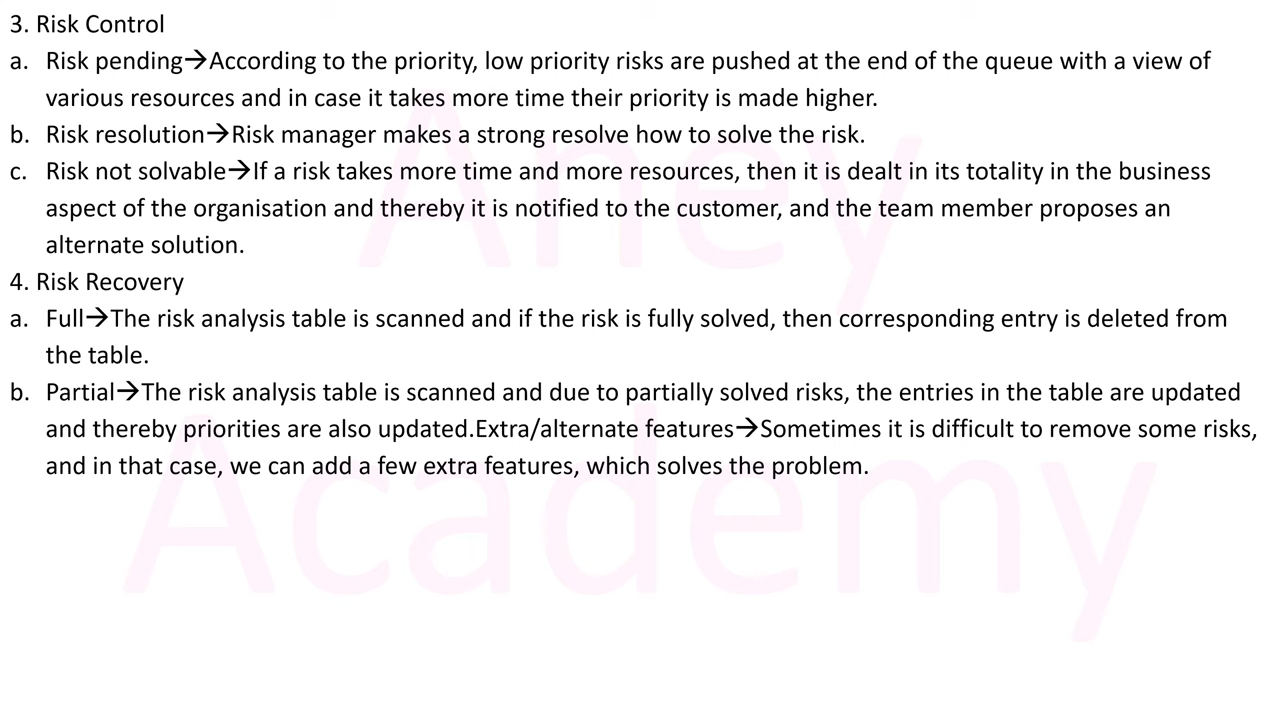 3. Risk Control
a. Risk pending→According to the priority, low priority risks are pushed at the end of the queue with a view of
various resources and in case it takes more time their priority is made higher.
b. Risk resolution→Risk manager makes a strong resolve how to solve the risk.
c. Risk not solvable→If a risk takes more time and more resources, then it is dealt in its totality in the business
aspect of the organisation and thereby it is notified to the customer, and the team member proposes an
alternate solution.
4. Risk Recovery
a. Full→The risk analysis table is scanned and if the risk is fully solved, then corresponding entry is deleted from
the table.
b. Partial→The risk analysis table is scanned and due to partially solved risks, the entries in the table are updated
and thereby priorities are also updated.Extra/alternate features→Sometimes it is difficult to remove some risks,
and in that case, we can add a few extra features, which solves the problem.
Aney
Academy